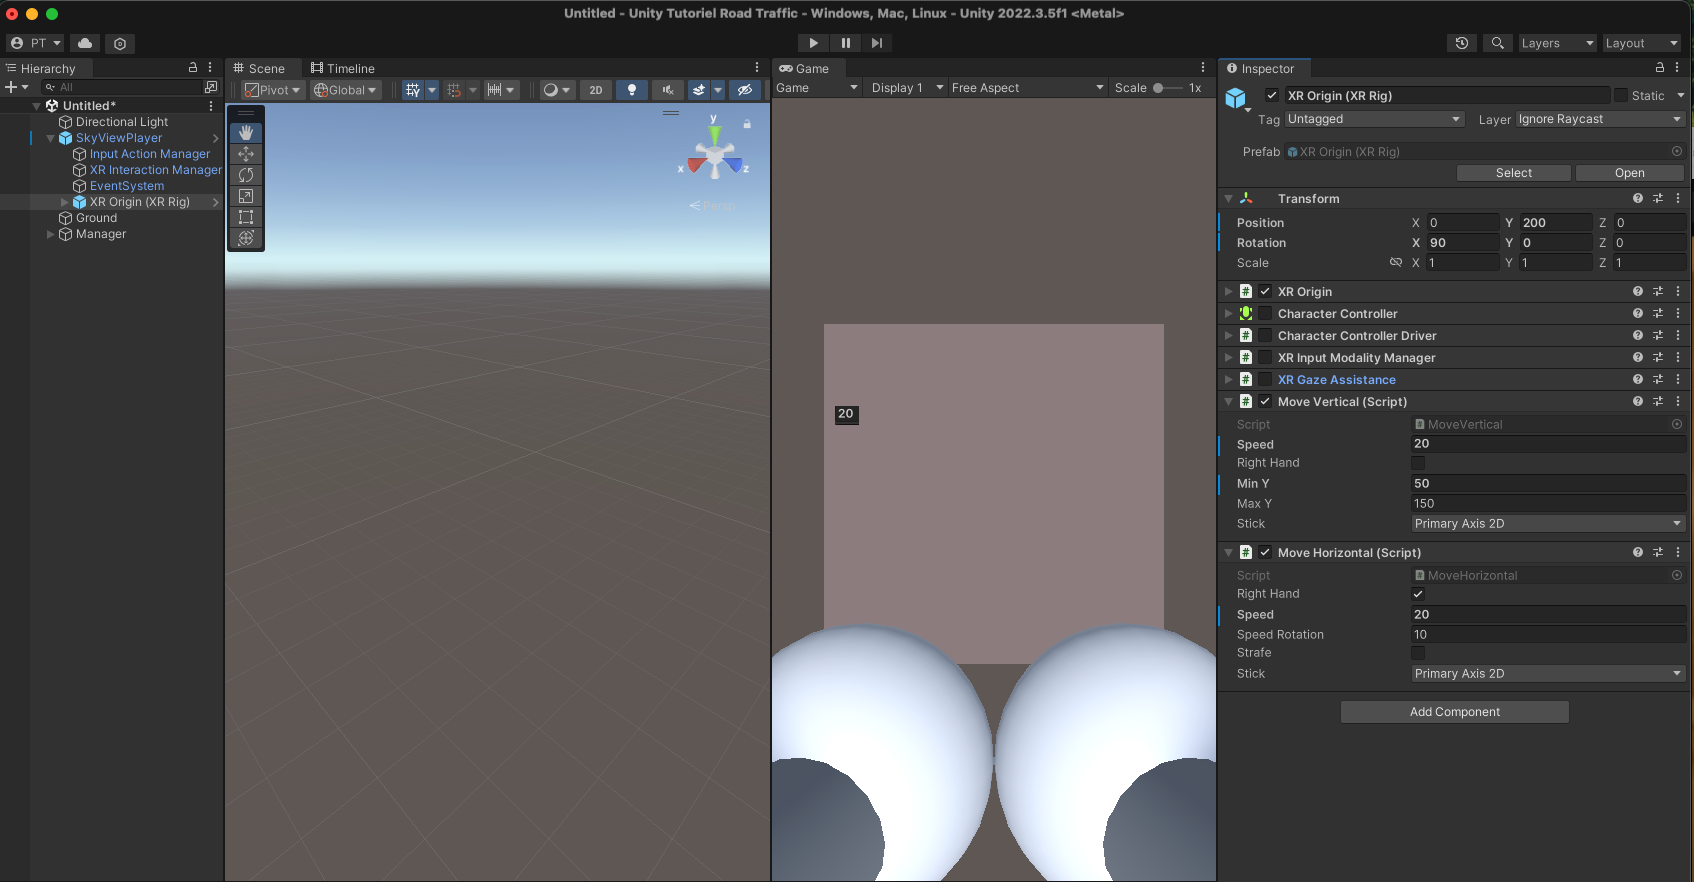 Untitled - Unity Tutoriel Road Traffic - Windows, Mac, Linux - Unity 2022.3.5f1 <Metal>
PT
Layers
Layout
Hierarchy
All
Untitled*
Directional Light
SkyViewPlayer
Input Action Manager
XR Interaction Manager
EventSystem
XR Origin (XR Rig)
Ground
Manager
Scene
Timeline
Pivot
Global
2D
y
x
z
Persp
Game
Game
Display 1
Free Aspect
Scale
1x
20
Inspector
XR Origin (XR Rig)
Static
Tag
Untagged
Layer
Ignore Raycast
Prefab
XR Origin (XR Rig)
Select
Open
Transform
Position X 0 Y 200 Z 0
Rotation X 90 Y 0 Z 0
Scale X 1 Y 1 Z 1
# XR Origin
Character Controller
# Character Controller Driver
# XR Input Modality Manager
# XR Gaze Assistance
# Move Vertical (Script)
Script MoveVertical
Speed 20
Right Hand
Min Y 50
Max Y 150
Stick Primary Axis 2D
# Move Horizontal (Script)
Script MoveHorizontal
Right Hand
Speed 20
Speed Rotation 10
Strafe
Stick Primary Axis 2D
Add Component